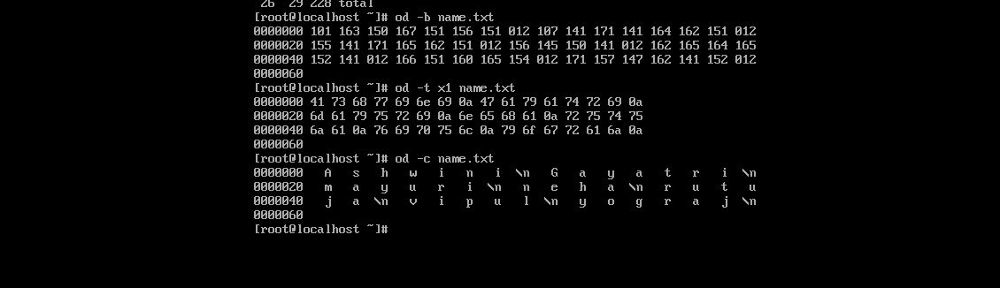 26  29 228 total
[root@localhost ~]# od -b name.txt
0000000 101 163 150 167 151 156 151 012 107 141 171 141 164 162 151 012
0000020 155 141 171 165 162 151 012 156 145 150 141 012 162 165 164 165
0000040 152 141 012 166 151 160 165 154 012 171 157 147 162 141 152 012
0000060
[root@localhost ~]# od -t x1 name.txt
0000000 41 73 68 77 69 6e 69 0a 47 61 79 61 74 72 69 0a
0000020 6d 61 79 75 72 69 0a 6e 65 68 61 0a 72 75 74 75
0000040 6a 61 0a 76 69 70 75 6c 0a 79 6f 67 72 61 6a 0a
0000060
[root@localhost ~]# od -c name.txt
0000000   A   s   h   w   i   n   i  \n   G   a   y   a   t   r   i  \n
0000020   m   a   y   u   r   i  \n   n   e   h   a  \n   r   u   t   u
0000040   j   a  \n   v   i   p   u   l  \n   y   o   g   r   a   j  \n
0000060
[root@localhost ~]#